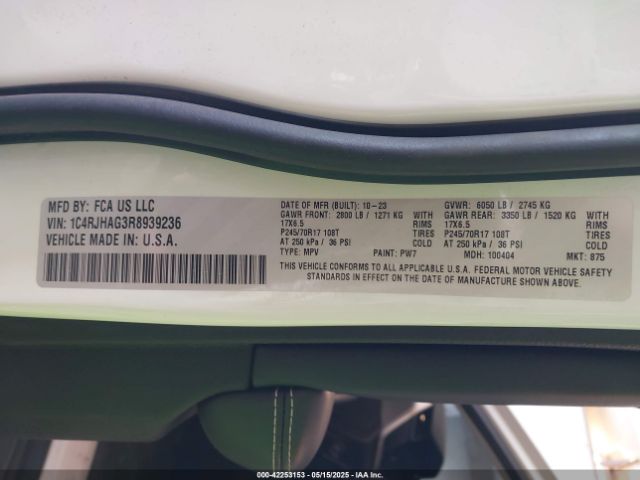 MFD BY: FCA US LLC
VIN: 1C4RJHAG3R8939236
VEHICLE MADE IN: U.S.A.
DATE OF MFR (BUILT): 10-23 GVWR: 6050 LB / 2745 KG
GAWR FRONT: 2800 LB / 1271 KG WITH GAWR REAR: 3350 LB / 1520 KG WITH
17X6.5 RIMS 17X6.5 RIMS
P245/70R17 108T TIRES P245/70R17 108T TIRES
AT 250 kPa / 36 PSI COLD AT 250 kPa / 36 PSI COLD
TYPE: MPV PAINT: PW7 MDH: 100404 MKT: 875
THIS VEHICLE CONFORMS TO ALL APPLICABLE U.S.A. FEDERAL MOTOR VEHICLE SAFETY
STANDARDS IN EFFECT ON THE DATE OF MANUFACTURE SHOWN ABOVE.
000-42253153 - 05/15/2025 - IAA Inc.